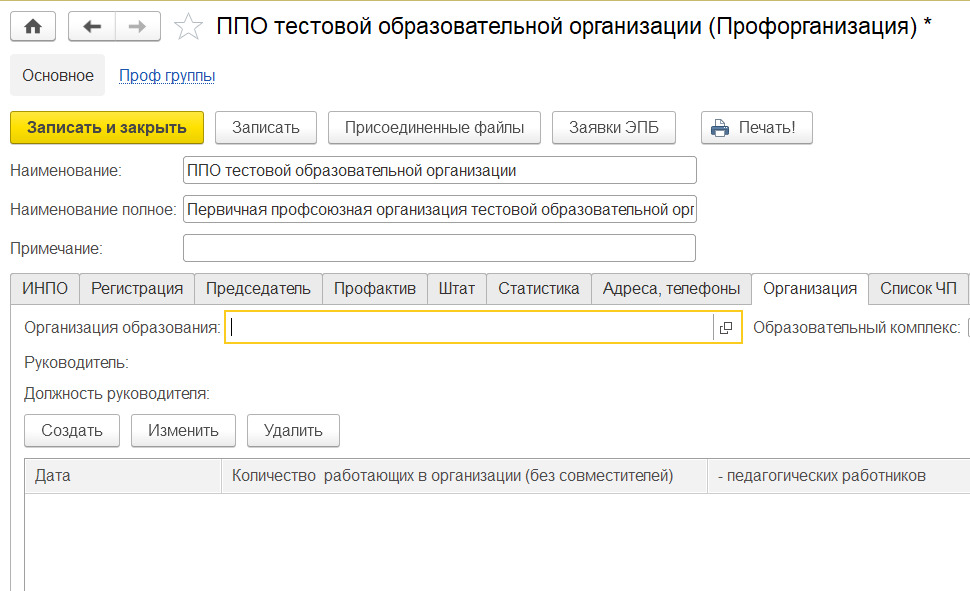 ППО тестовой образовательной организации (Профорганизация) *
Основное Проф группы
Записать и закрыть Записать Присоединенные файлы Заявки ЭПБ Печать!
Наименование: ППО тестовой образовательной организации
Наименование полное: Первичная профсоюзная организация тестовой образовательной орг
Примечание:
ИНПО Регистрация Председатель Профактив Штат Статистика Адреса, телефоны Организация Список ЧП
Организация образования: Образовательный комплекс:
Руководитель:
Должность руководителя:
Создать Изменить Удалить
Дата Количество работающих в организации (без совместителей) - педагогических работников